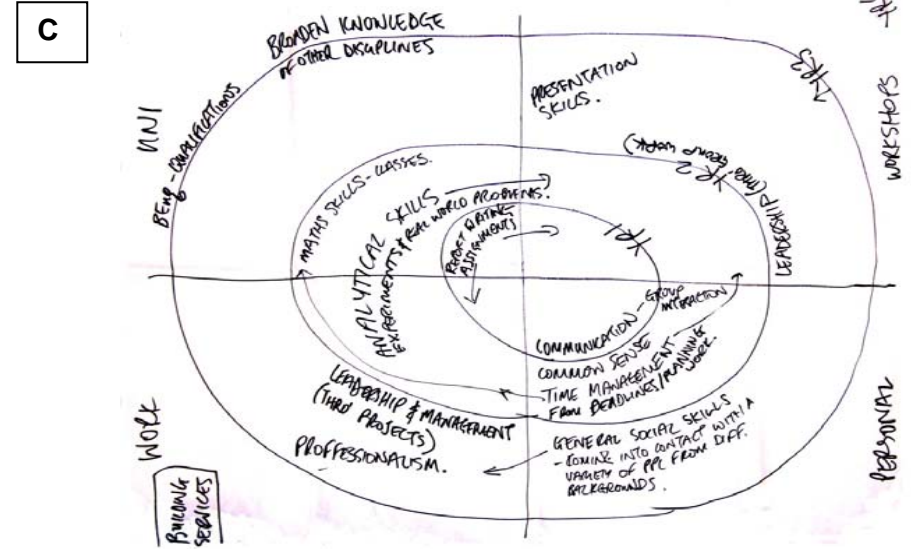 C
BROADEN KNOWLEDGE
OF OTHER DISCIPLINES
UNI
BEng - QUALIFICATIONS
PRESENTATION
SKILLS.
YR3
WORKSHOPS
MATHS SKILLS - CLASSES.
ANALYTICAL SKILLS
EXPERIMENTS & REAL WORLD PROBLEMS.
REPORT WRITING
ASSIGNMENTS
YR1
YR2
LEADERSHIP (thro' GROUP WORK)
COMMUNICATION - GROUP
INTERACTION
COMMON SENSE
TIME MANAGEMENT
FROM DEADLINES/PLANNING
WORK.
LEADERSHIP & MANAGEMENT
(THRO PROJECTS)
PROFFESSIONALISM.
GENERAL SOCIAL SKILLS
- COMING INTO CONTACT WITH A
VARIETY OF PPL FROM DIFF.
BACKGROUNDS.
WORK
PERSONAL
BUILDING
SERVICES